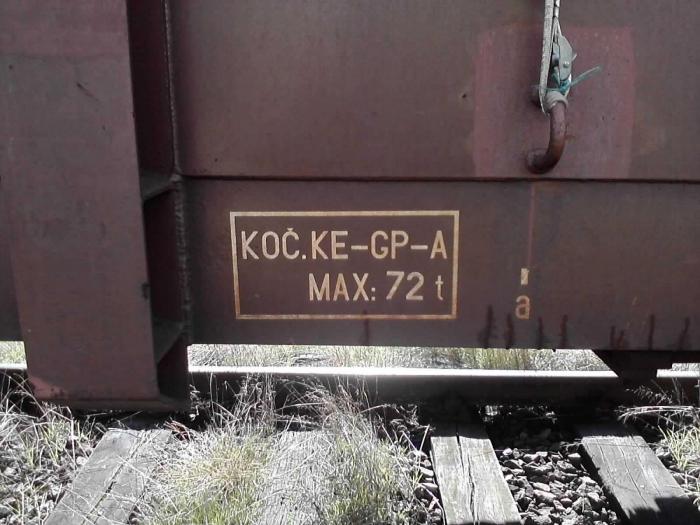 KOČ.KE-GP-A
MAX: 72 t
a